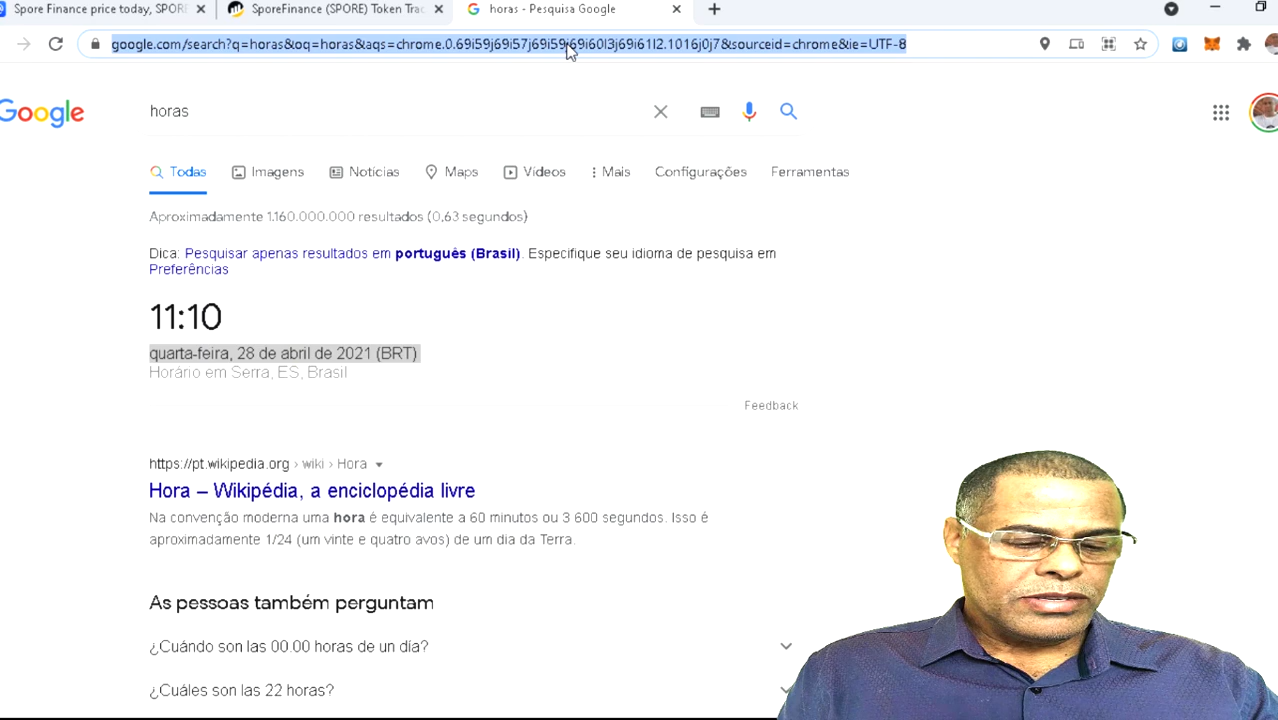 Spore Finance price today, SPORE
SporeFinance (SPORE) Token Trac
horas - Pesquisa Google
google.com/search?q=horas&oq=horas&aqs=chrome.0.69i59j69i57j69i59j69i60l3j69i61l2.1016j0j7&sourceid=chrome&ie=UTF-8
Google
horas
Todas
Imagens
Notícias
Maps
Vídeos
Mais
Configurações
Ferramentas
Aproximadamente 1.160.000.000 resultados (0,63 segundos)
Dica: Pesquisar apenas resultados em português (Brasil). Especifique seu idioma de pesquisa em
Preferências
11:10
quarta-feira, 28 de abril de 2021 (BRT)
Horário em Serra, ES, Brasil
Feedback
https://pt.wikipedia.org › wiki › Hora
Hora – Wikipédia, a enciclopédia livre
Na convenção moderna uma hora é equivalente a 60 minutos ou 3 600 segundos. Isso é
aproximadamente 1/24 (um vinte e quatro avos) de um dia da Terra.
As pessoas também perguntam
¿Cuándo son las 00.00 horas de un día?
¿Cuáles son las 22 horas?